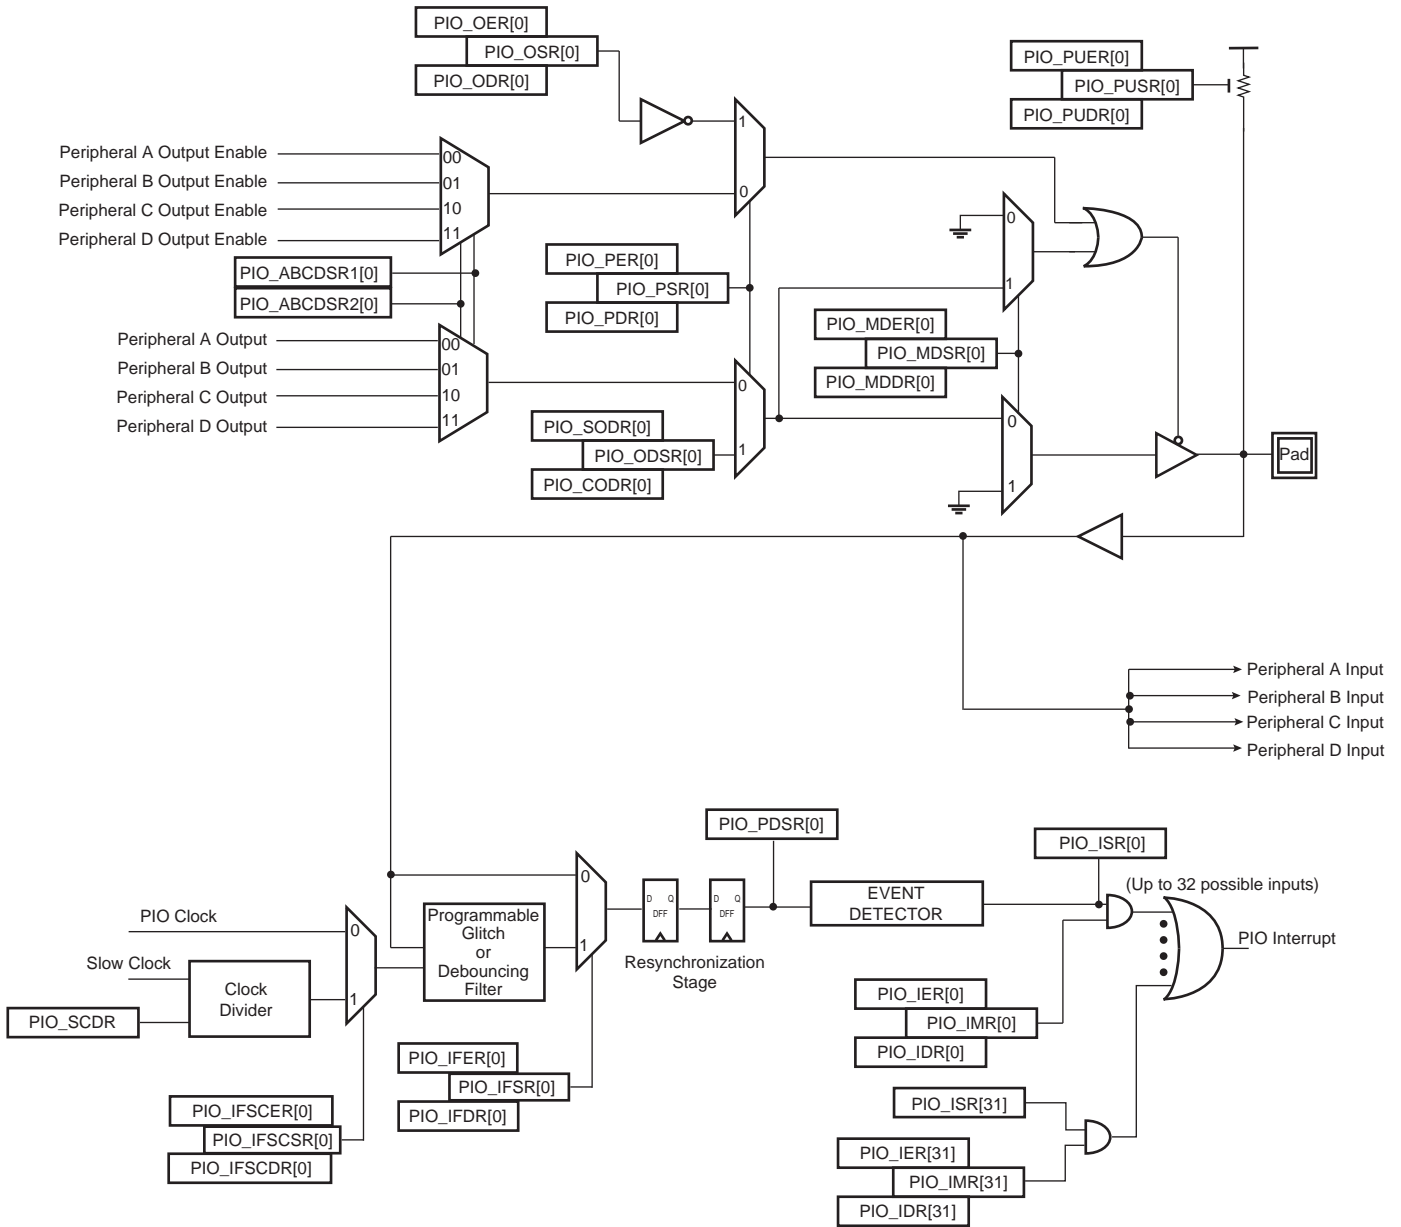 PIO_OER[0]
PIO_OSR[0]
PIO_ODR[0]
PIO_PUER[0]
PIO_PUSR[0]
PIO_PUDR[0]
1
0
Peripheral A Output Enable
Peripheral B Output Enable
Peripheral C Output Enable
Peripheral D Output Enable
00
01
10
11
PIO_ABCDSR1[0]
PIO_ABCDSR2[0]
PIO_PER[0]
PIO_PSR[0]
PIO_PDR[0]
0
1
PIO_MDER[0]
PIO_MDSR[0]
PIO_MDDR[0]
Peripheral A Output
Peripheral B Output
Peripheral C Output
Peripheral D Output
00
01
10
11
0
1
PIO_SODR[0]
PIO_ODSR[0]
PIO_CODR[0]
0
1
Pad
Peripheral A Input
Peripheral B Input
Peripheral C Input
Peripheral D Input
PIO_PDSR[0]
PIO_ISR[0]
(Up to 32 possible inputs)
EVENT
DETECTOR
PIO Interrupt
0
1
D Q
DFF
D Q
DFF
Resynchronization
Stage
Programmable
Glitch
or
Debouncing
Filter
PIO Clock
Slow Clock
0
1
Clock
Divider
PIO_SCDR
PIO_IER[0]
PIO_IMR[0]
PIO_IDR[0]
PIO_IFER[0]
PIO_IFSR[0]
PIO_IFDR[0]
PIO_IFSCER[0]
PIO_IFSCSR[0]
PIO_IFSCDR[0]
PIO_ISR[31]
PIO_IER[31]
PIO_IMR[31]
PIO_IDR[31]